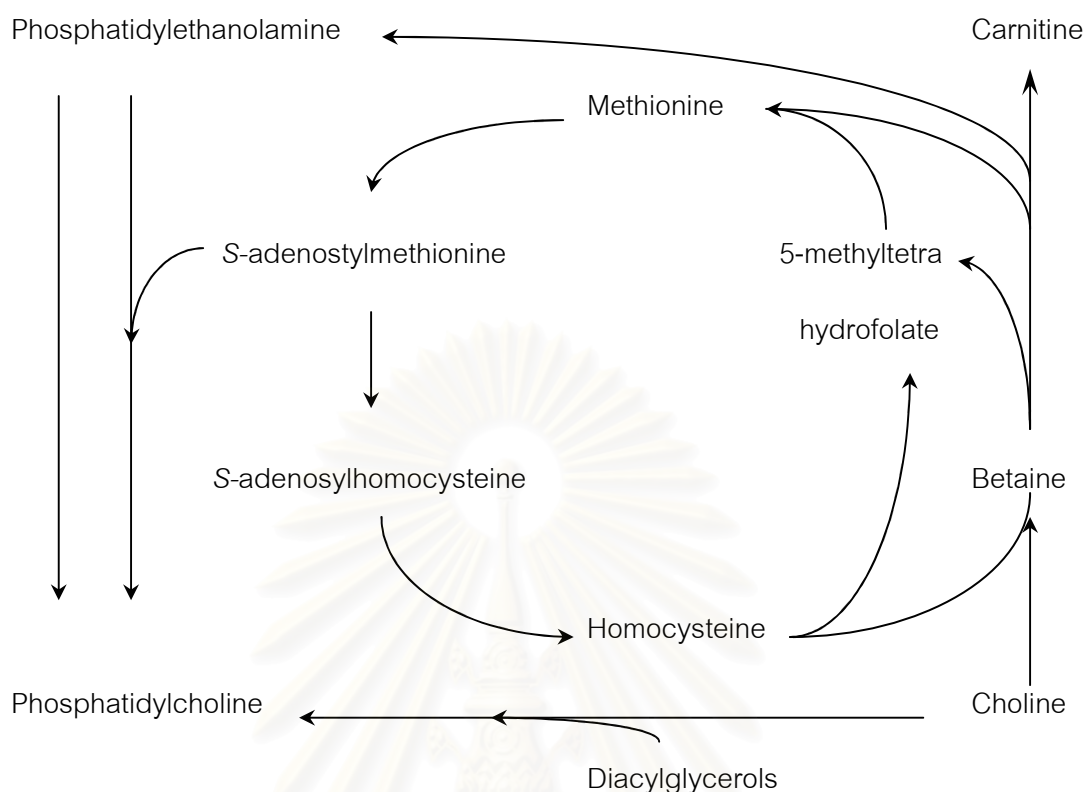 Phosphatidylethanolamine
Carnitine
Methionine
S-adenostylmethionine
5-methyltetra
hydrofolate
S-adenosylhomocysteine
Betaine
Homocysteine
Phosphatidylcholine
Choline
Diacylglycerols